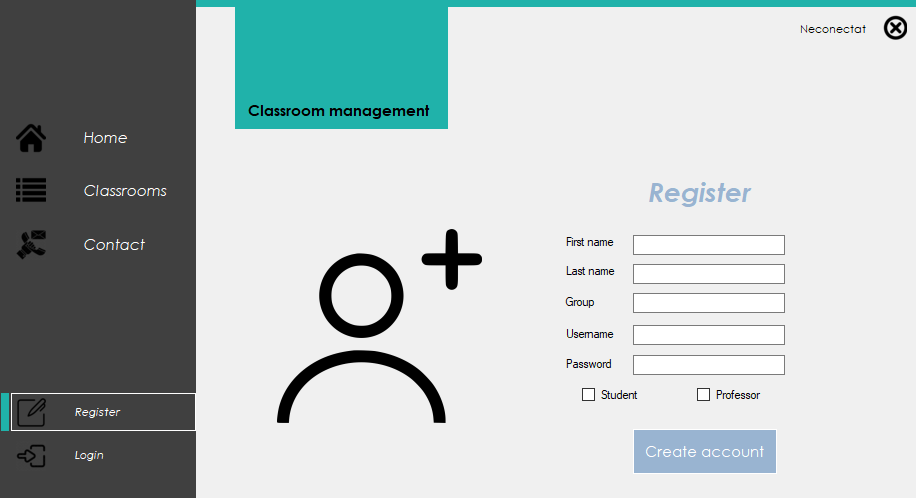 Neconectat
Classroom management
Home
Classrooms
Contact
Register
Login
Register
First name
Last name
Group
Username
Password
Student
Professor
Create account